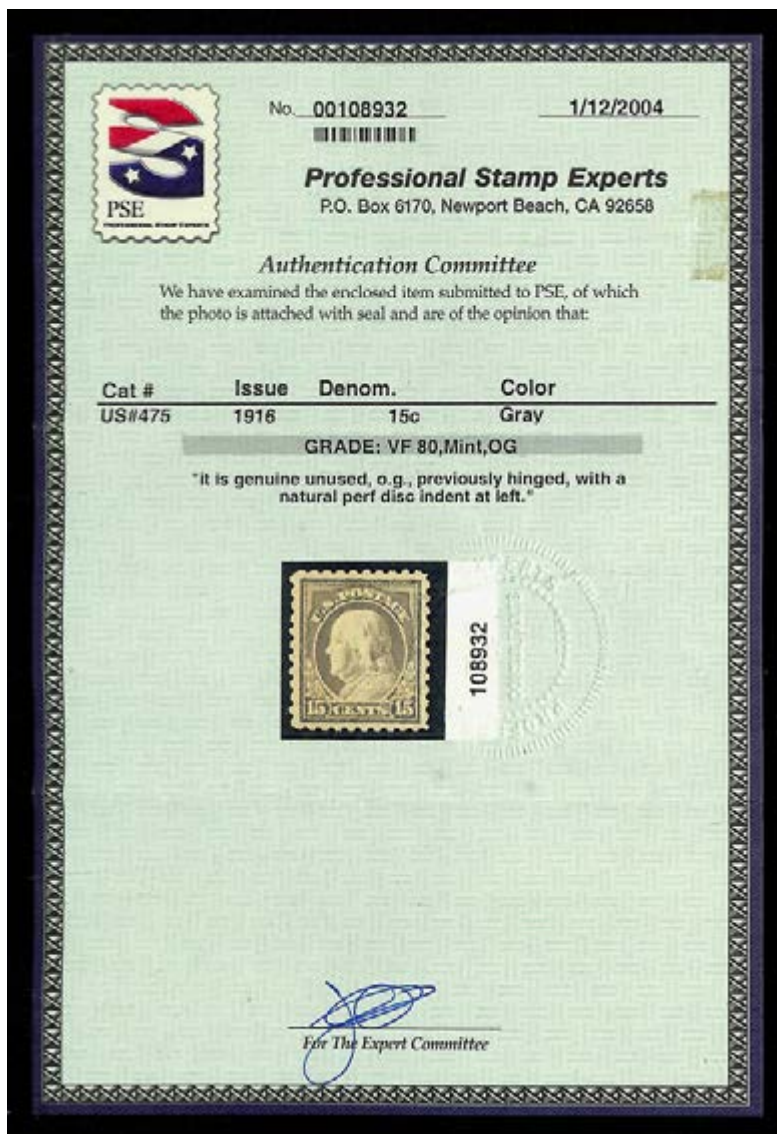 No. 00108932 1/12/2004
PSE
PROFESSIONAL STAMP EXPERTS
Professional Stamp Experts
P.O. Box 6170, Newport Beach, CA 92658
Authentication Committee
We have examined the enclosed item submitted to PSE, of which
the photo is attached with seal and are of the opinion that:
Cat # Issue Denom. Color
US#475 1916 15c Gray
GRADE: VF 80,Mint,OG
"it is genuine unused, o.g., previously hinged, with a
natural perf disc indent at left."
U.S. POSTAGE
15 CENTS 15
108932
For The Expert Committee